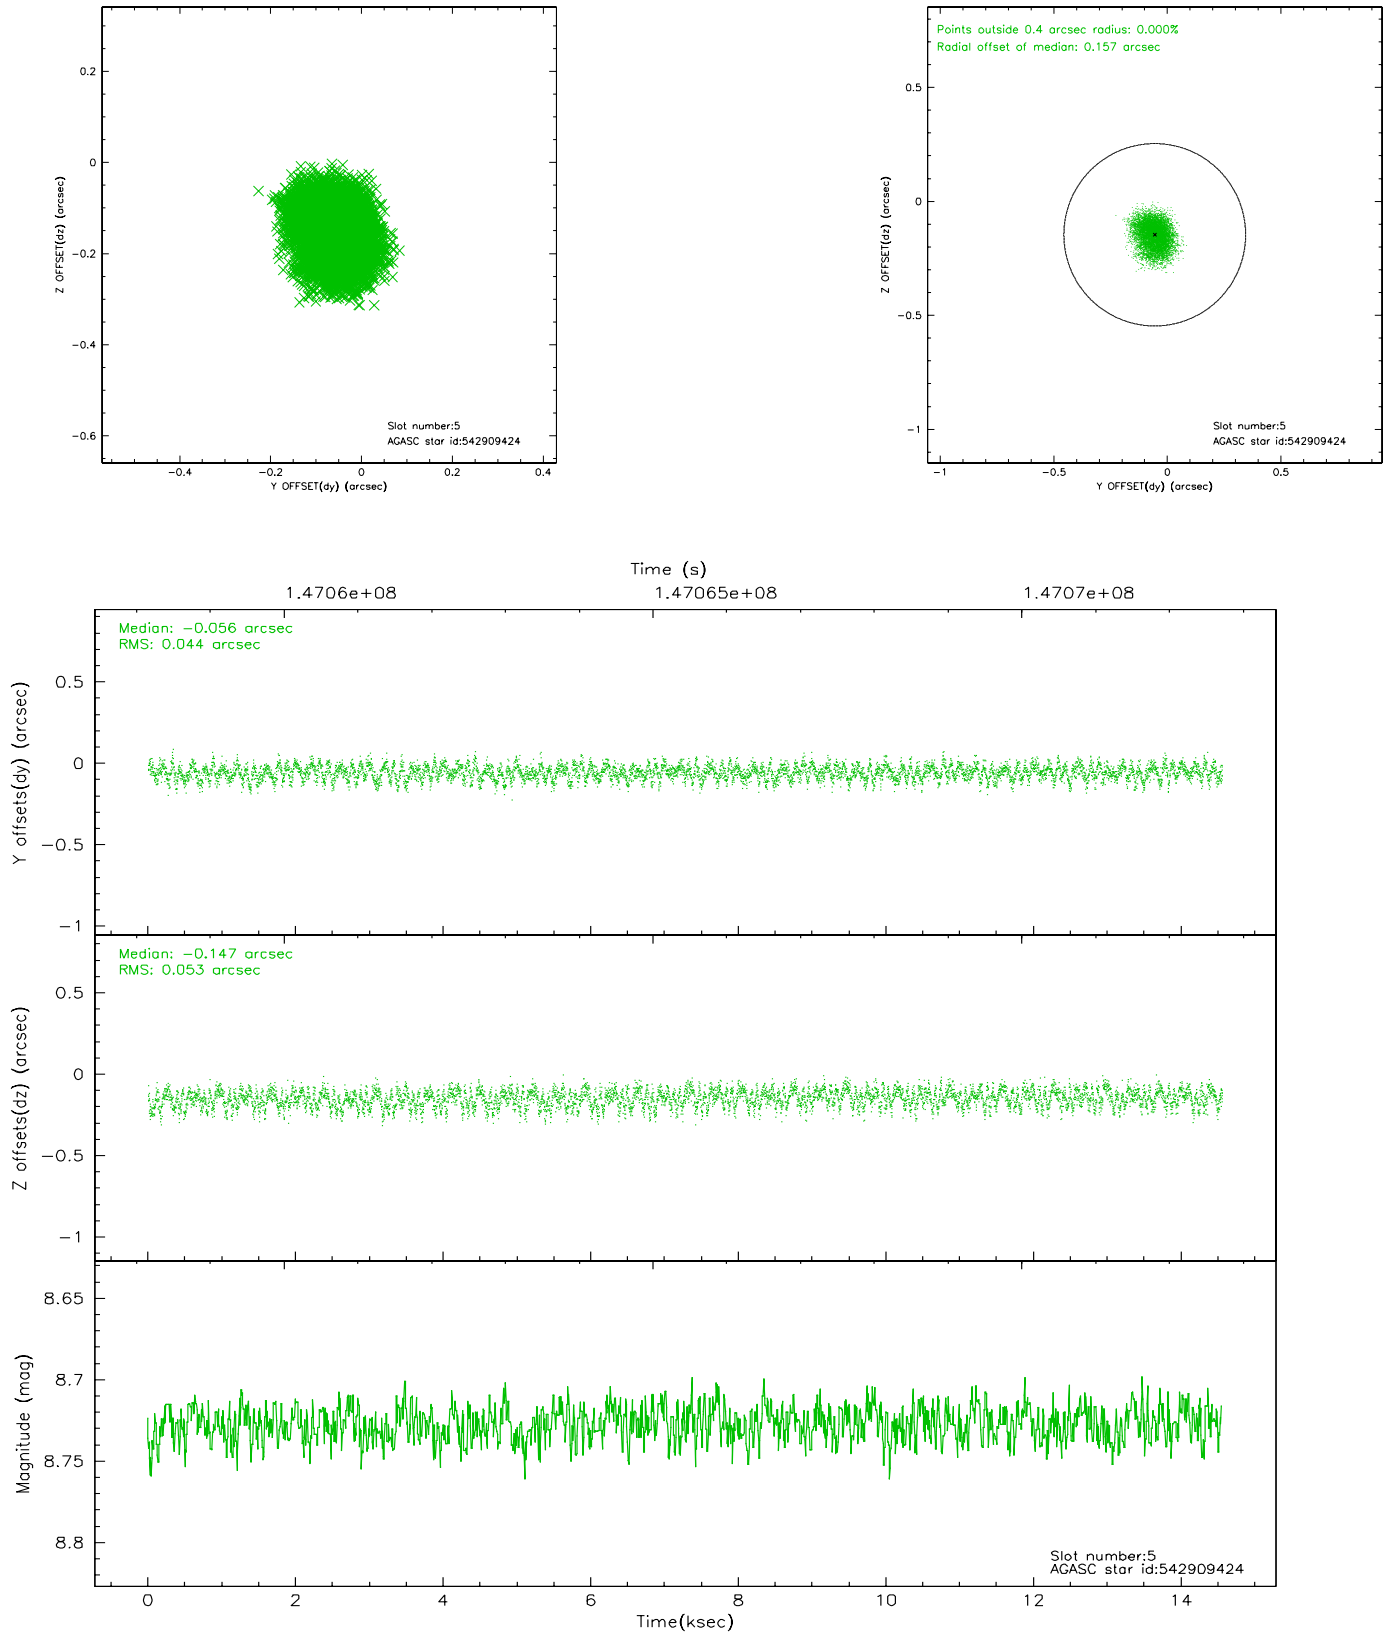 0.2
0
-0.2
-0.4
-0.6
Z OFFSET(dz) (arcsec)
Slot number:5
AGASC star id:542909424
-0.4
-0.2
0
0.2
0.4
Y OFFSET(dy) (arcsec)
Points outside 0.4 arcsec radius: 0.000%
Radial offset of median: 0.157 arcsec
0.5
0
-0.5
-1
Z OFFSET(dz) (arcsec)
Slot number:5
AGASC star id:542909424
-1
-0.5
0
0.5
Y OFFSET(dy) (arcsec)
Time (s)
1.4706e+08
1.47065e+08
1.4707e+08
Median: -0.056 arcsec
RMS: 0.044 arcsec
0.5
0
-0.5
-1
Y offsets(dy) (arcsec)
Median: -0.147 arcsec
RMS: 0.053 arcsec
0.5
0
-0.5
-1
Z offsets(dz) (arcsec)
8.65
8.7
8.75
8.8
Magnitude (mag)
Slot number:5
AGASC star id:542909424
0
2
4
6
8
10
12
14
Time(ksec)